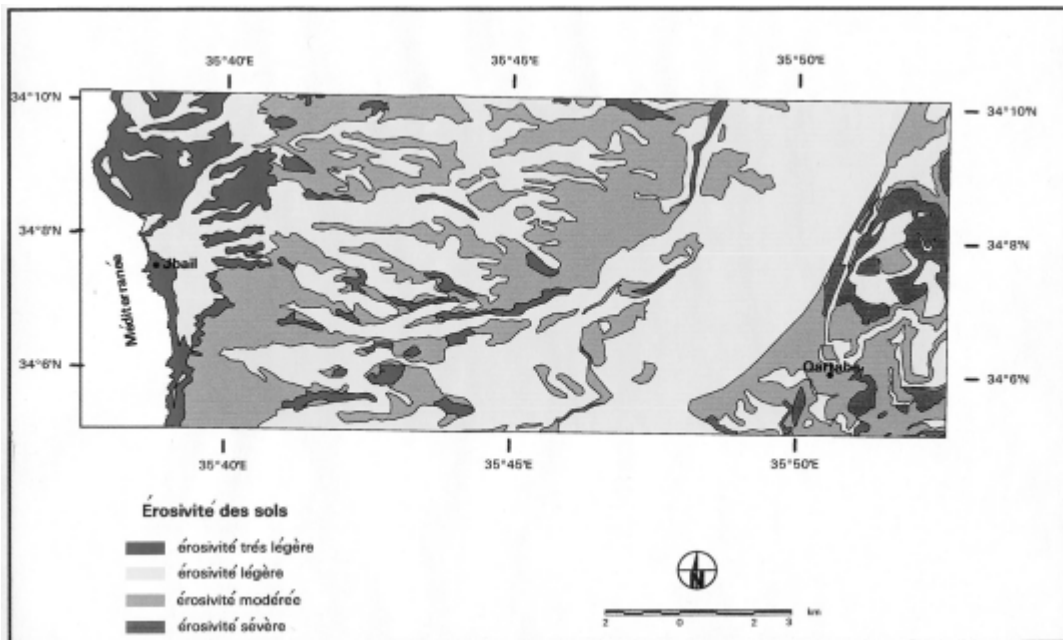 35°40'E 35°45'E 35°50'E
34°10'N 34°10'N
34°8'N 34°8'N
Jbail
Méditerranée
34°6'N 34°6'N
Qartaba
35°40'E 35°45'E 35°50'E
Érosivité des sols
érosivité trés légère
érosivité légère
érosivité modérée
érosivité sévère
N
2 0 2 3 km